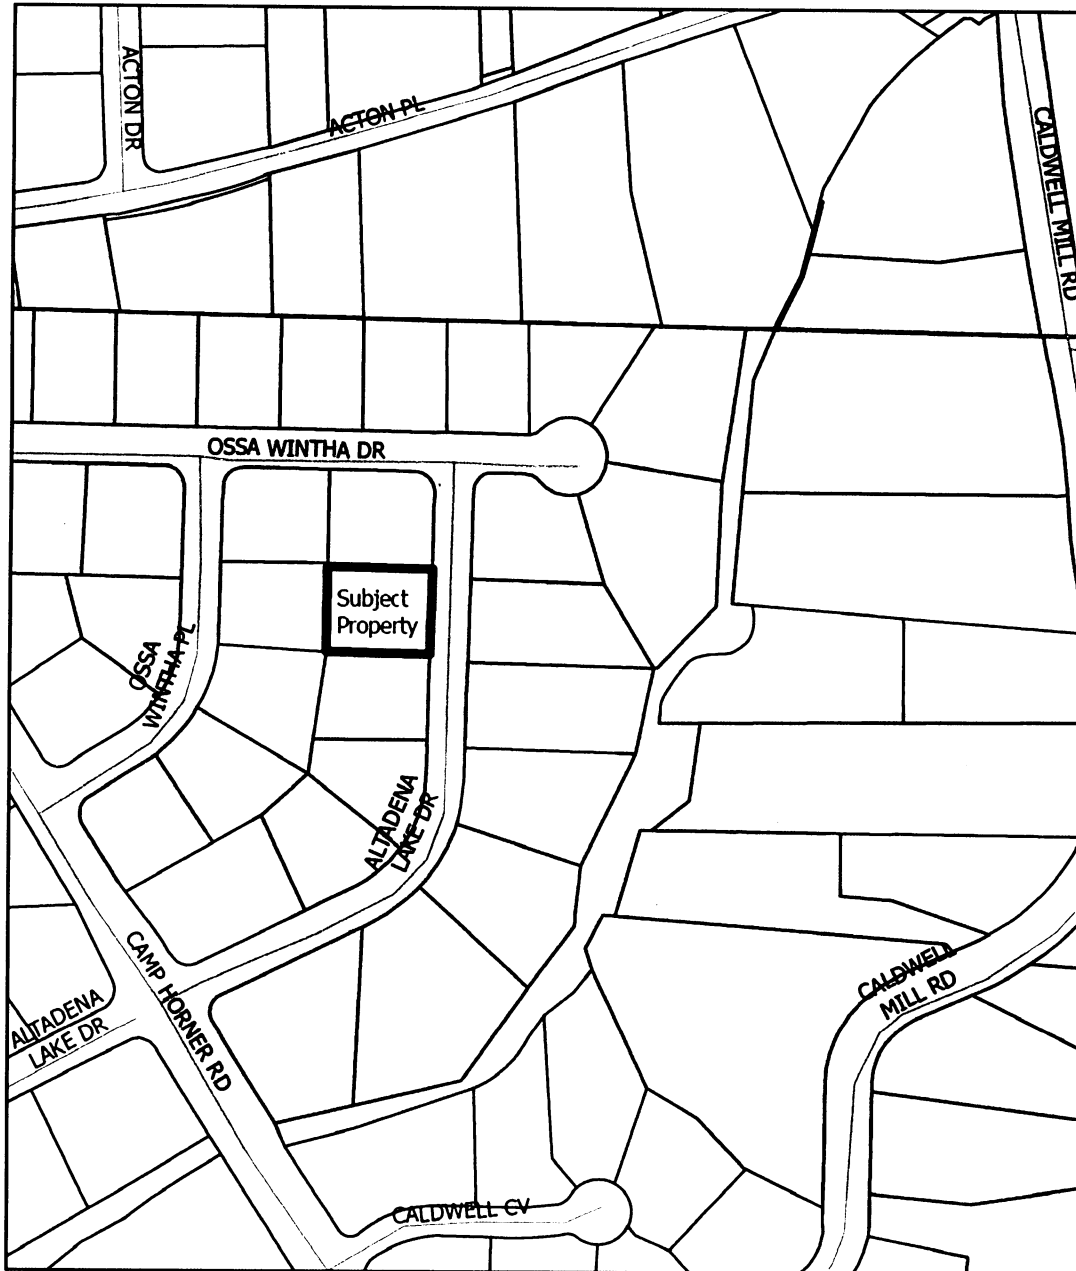 ACTON DR
ACTON PL
CALDWELL MILL RD
OSSA WINTHA DR
Subject
Property
OSSA
WINTHA PL
ALTADENA
LAKE DR
CAMP HORNER RD
CALDWELL
MILL RD
ALTADENA
LAKE DR
CALDWELL CV